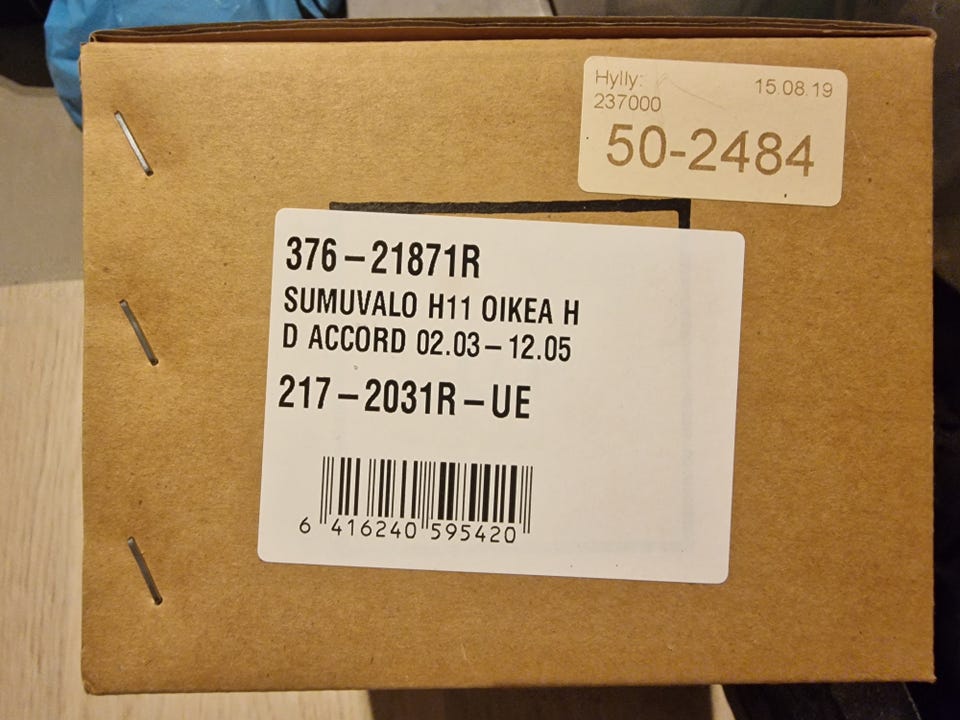 Hylly: 15.08.19
237000
50-2484
376-21871R
SUMUVALO H11 OIKEA H
D ACCORD 02.03-12.05
217-2031R-UE
6 416240 595420